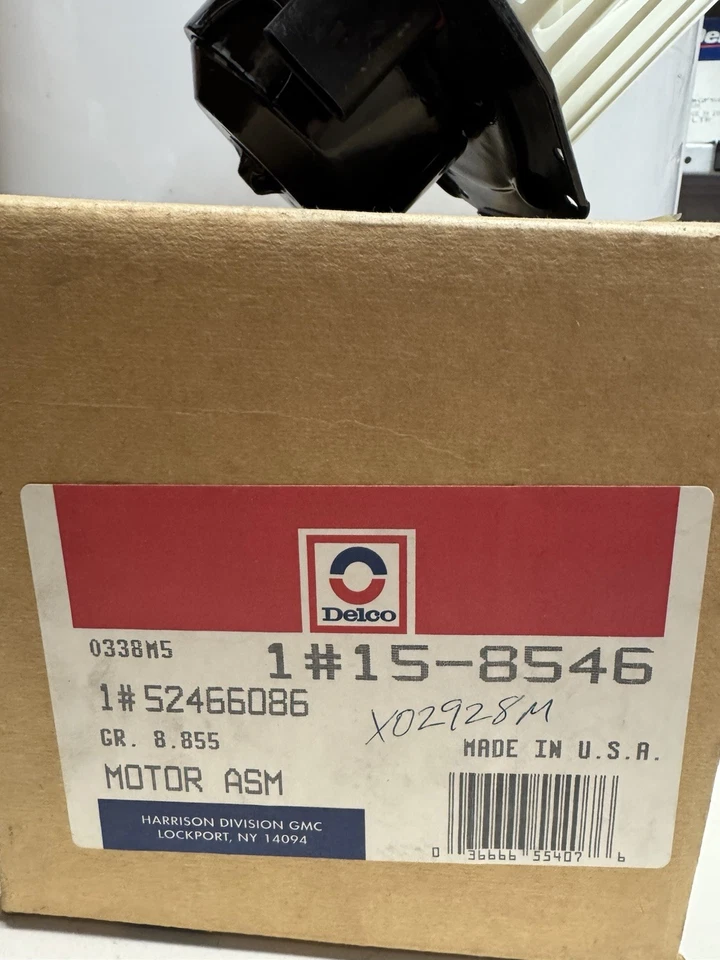 Delco
0338M5
1#15-8546
1#52466086
X02928M
GR. 8.855
MADE IN U.S.A.
MOTOR ASM
HARRISON DIVISION GMC
LOCKPORT, NY 14094
0 36666 55407 6